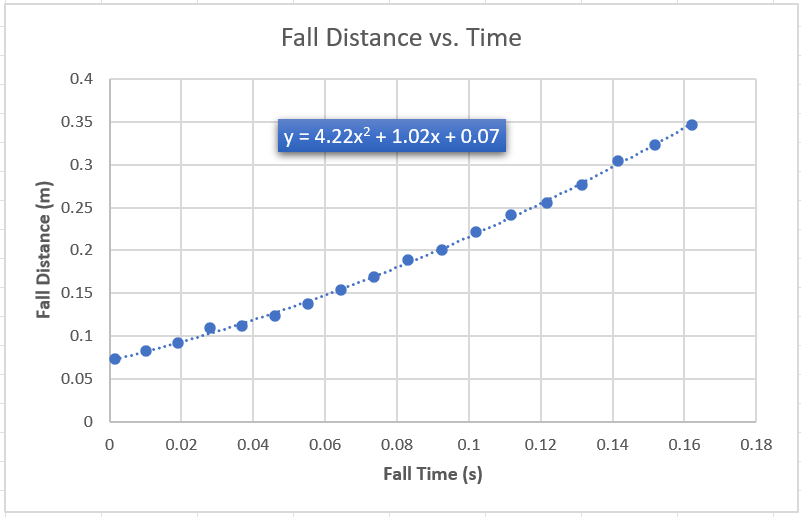 Fall Distance vs. Time
0.4
0.35
0.3
0.25
0.2
0.15
0.1
0.05
0
y = 4.22x² + 1.02x + 0.07
Fall Distance (m)
0 0.02 0.04 0.06 0.08 0.1 0.12 0.14 0.16 0.18
Fall Time (s)